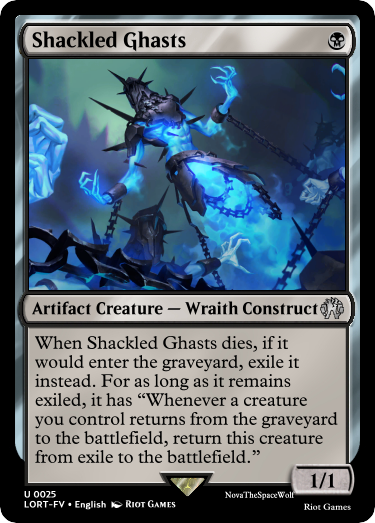 Shackled Ghasts
Artifact Creature — Wraith Construct
When Shackled Ghasts dies, if it
would enter the graveyard, exile it
instead. For as long as it remains
exiled, it has “Whenever a creature
you control returns from the graveyard
to the battlefield, return this creature
from exile to the battlefield.”
1/1
U 0025
LORT-FV • English Riot Games
NovaTheSpaceWolf
Riot Games